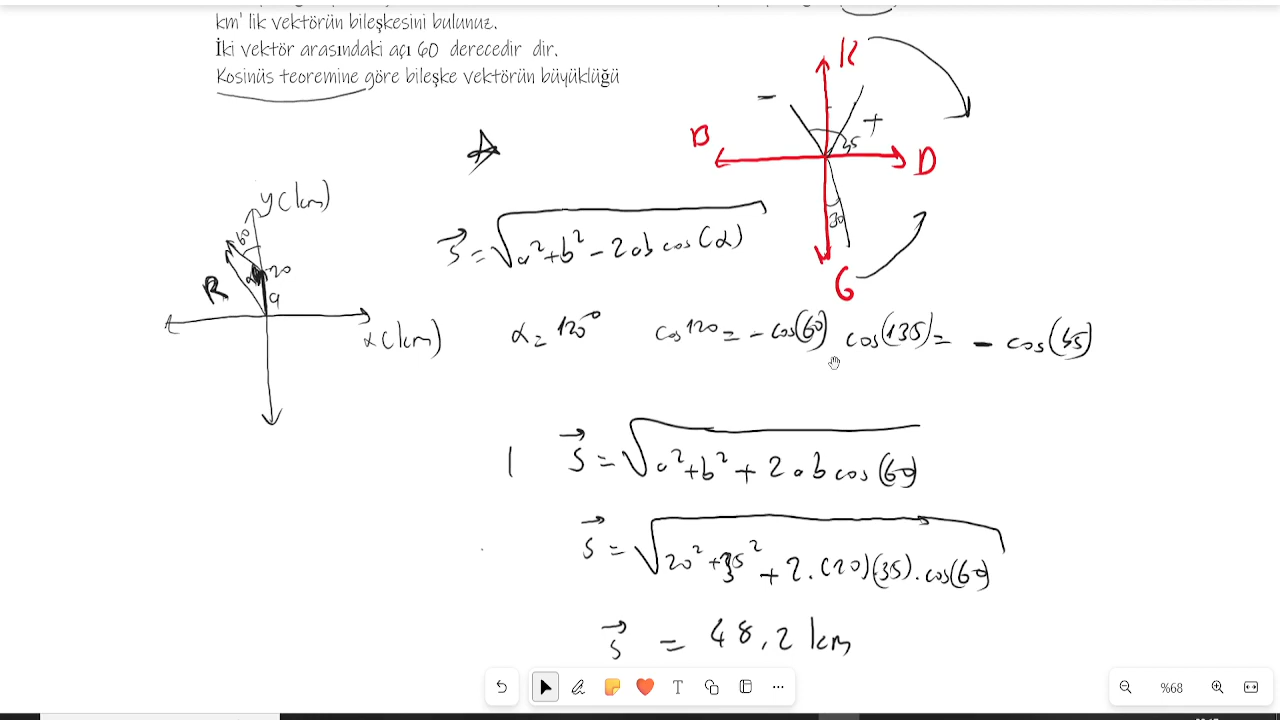 km' lik vektörün bileşkesini bulunuz.
İki vektör arasındaki açı 60 derecedir dir.
Kosinüs teoremine göre bileşke vektörün büyüklüğü
K
-
+
B
45
D
30
G
y(km)
60
20
R
x(km)
s = √a²+b² - 2ab cos(α)
α = 120° cos120 = - cos(60) cos(135) = - cos(45)
s = √a²+b² + 2ab cos(60)
s = √20²+35² + 2.(20)(35).cos(60)
s = 48,2 km
T
%68